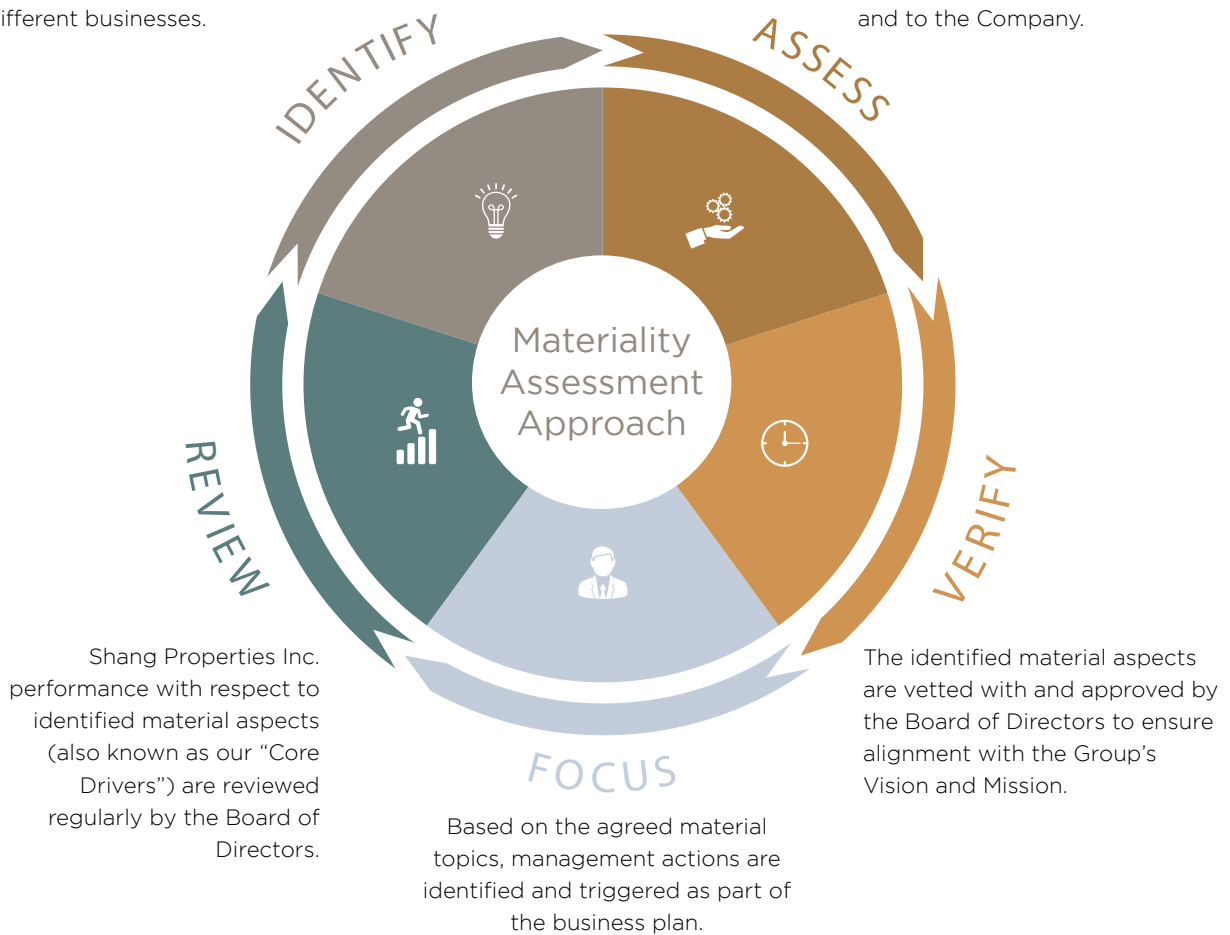 different businesses.
and to the Company.
IDENTIFY
ASSESS
Materiality
Assessment
Approach
REVIEW
VERIFY
Shang Properties Inc.
performance with respect to
identified material aspects
(also known as our “Core
Drivers”) are reviewed
regularly by the Board of
Directors.
The identified material aspects
are vetted with and approved by
the Board of Directors to ensure
alignment with the Group’s
Vision and Mission.
FOCUS
Based on the agreed material
topics, management actions are
identified and triggered as part of
the business plan.